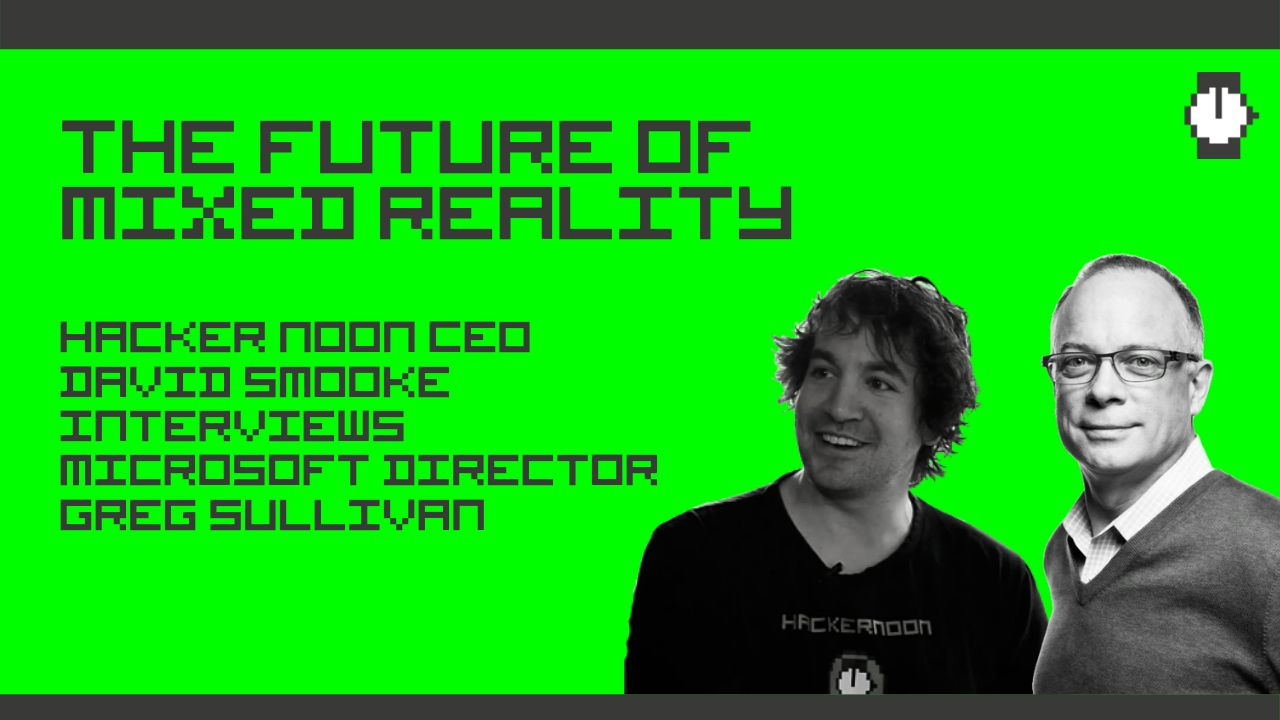 THE FUTURE OF
MIXED REALITY
HACKER NOON CEO
DAVID SMOOKE
INTERVIEWS
MICROSOFT DIRECTOR
GREG SULLIVAN
HACKERNOON